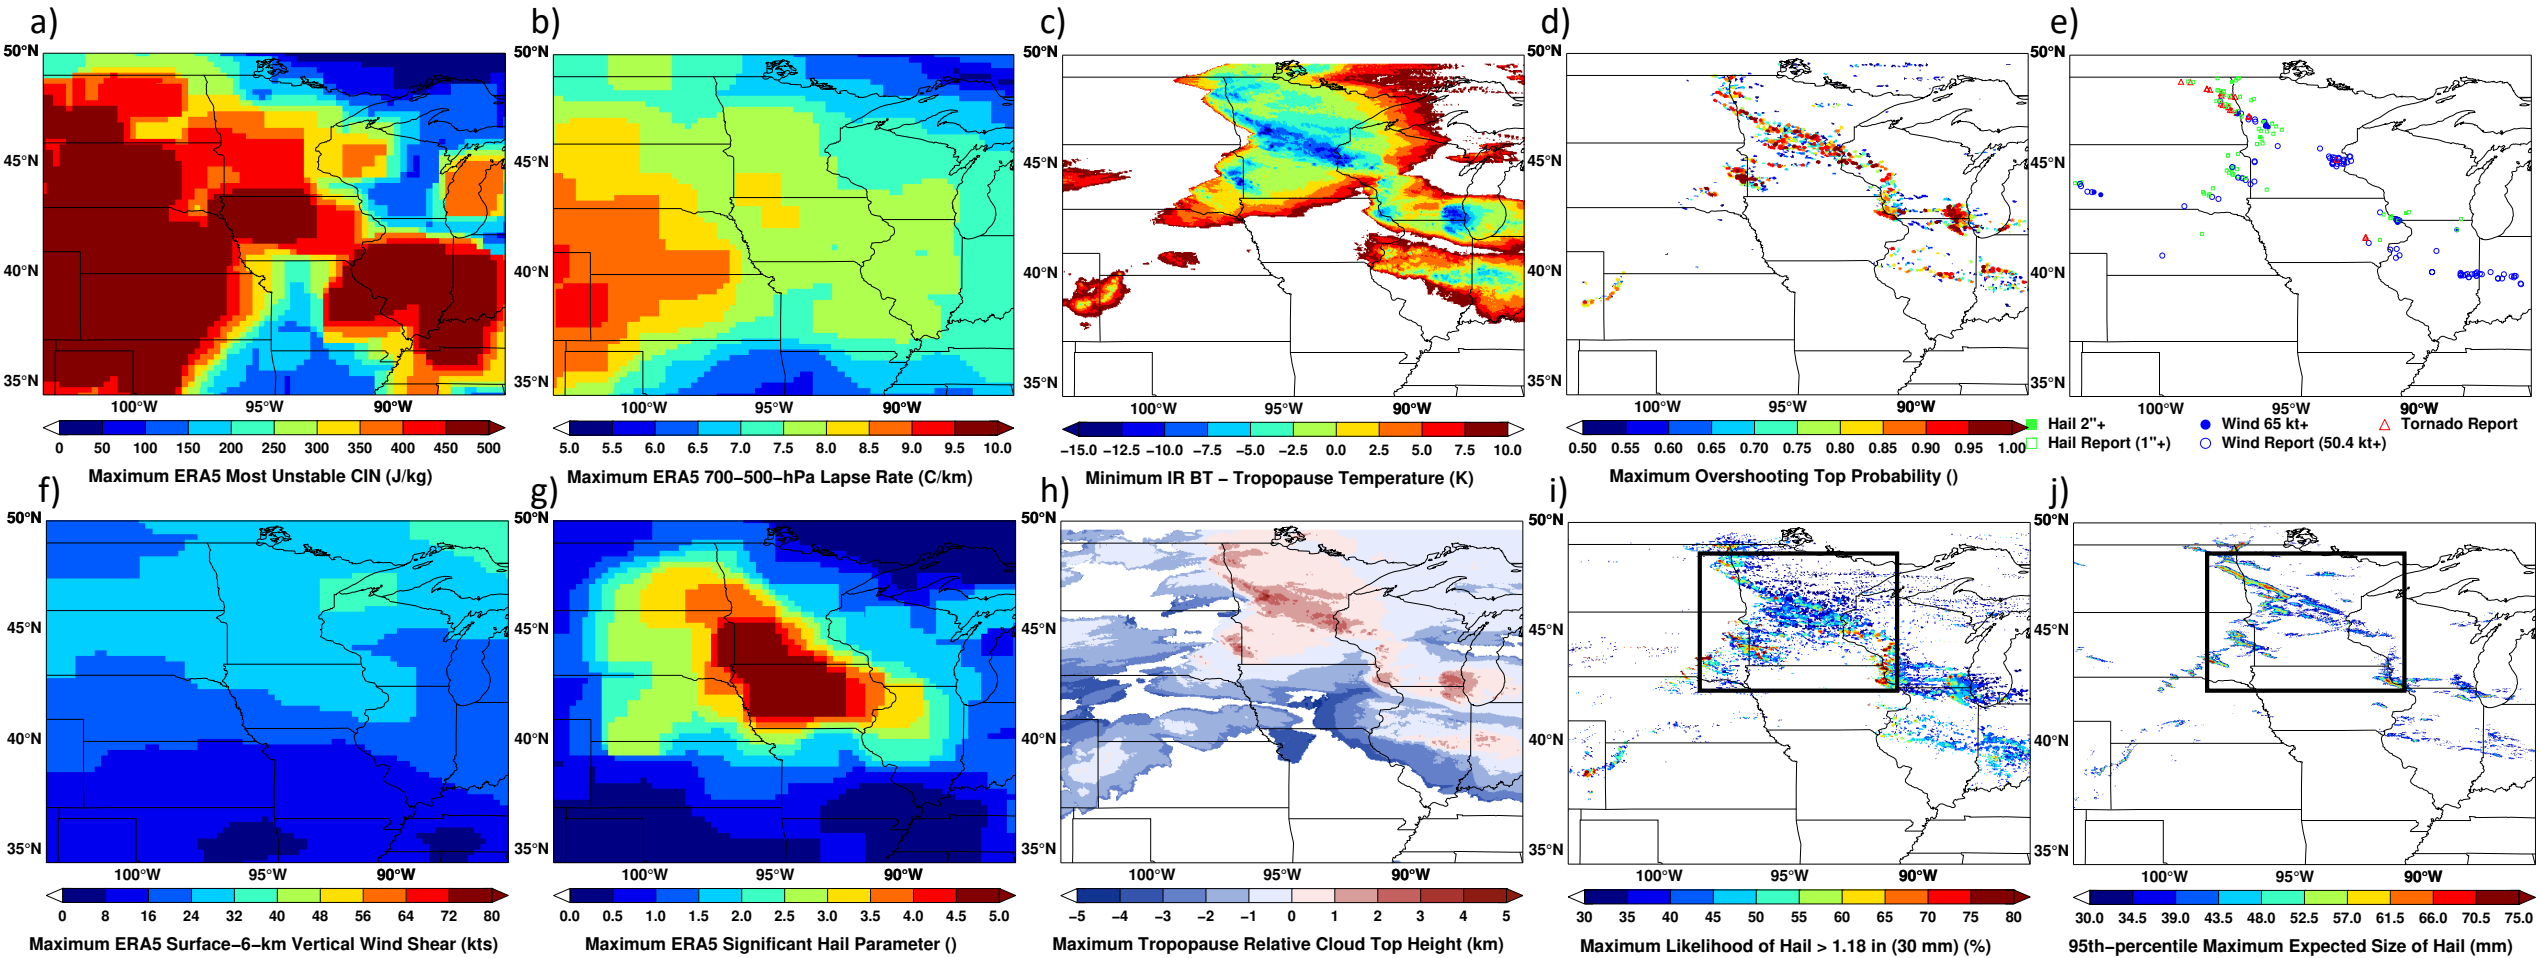 a) b) c) d) e)
50°N 50°N 50°N 50°N 50°N
45°N 45°N 45°N 45°N 45°N
40°N 40°N 40°N 40°N 40°N
35°N 35°N 35°N 35°N 35°N
100°W 95°W 90°W 100°W 95°W 90°W 100°W 95°W 90°W 100°W 95°W 90°W 100°W 95°W 90°W
0 50 100 150 200 250 300 350 400 450 500
Maximum ERA5 Most Unstable CIN (J/kg)
5.0 5.5 6.0 6.5 7.0 7.5 8.0 8.5 9.0 9.5 10.0
Maximum ERA5 700−500−hPa Lapse Rate (C/km)
−15.0 −12.5 −10.0 −7.5 −5.0 −2.5 0.0 2.5 5.0 7.5 10.0
Minimum IR BT − Tropopause Temperature (K)
0.50 0.55 0.60 0.65 0.70 0.75 0.80 0.85 0.90 0.95 1.00
Maximum Overshooting Top Probability ()
Hail 2"+ Wind 65 kt+ Tornado Report
Hail Report (1"+) Wind Report (50.4 kt+)
f) g) h) i) j)
50°N 50°N 50°N 50°N 50°N
45°N 45°N 45°N 45°N 45°N
40°N 40°N 40°N 40°N 40°N
35°N 35°N 35°N 35°N 35°N
100°W 95°W 90°W 100°W 95°W 90°W 100°W 95°W 90°W 100°W 95°W 90°W 100°W 95°W 90°W
0 8 16 24 32 40 48 56 64 72 80
Maximum ERA5 Surface−6−km Vertical Wind Shear (kts)
0.0 0.5 1.0 1.5 2.0 2.5 3.0 3.5 4.0 4.5 5.0
Maximum ERA5 Significant Hail Parameter ()
−5 −4 −3 −2 −1 0 1 2 3 4 5
Maximum Tropopause Relative Cloud Top Height (km)
30 35 40 45 50 55 60 65 70 75 80
Maximum Likelihood of Hail > 1.18 in (30 mm) (%)
30.0 34.5 39.0 43.5 48.0 52.5 57.0 61.5 66.0 70.5 75.0
95th−percentile Maximum Expected Size of Hail (mm)